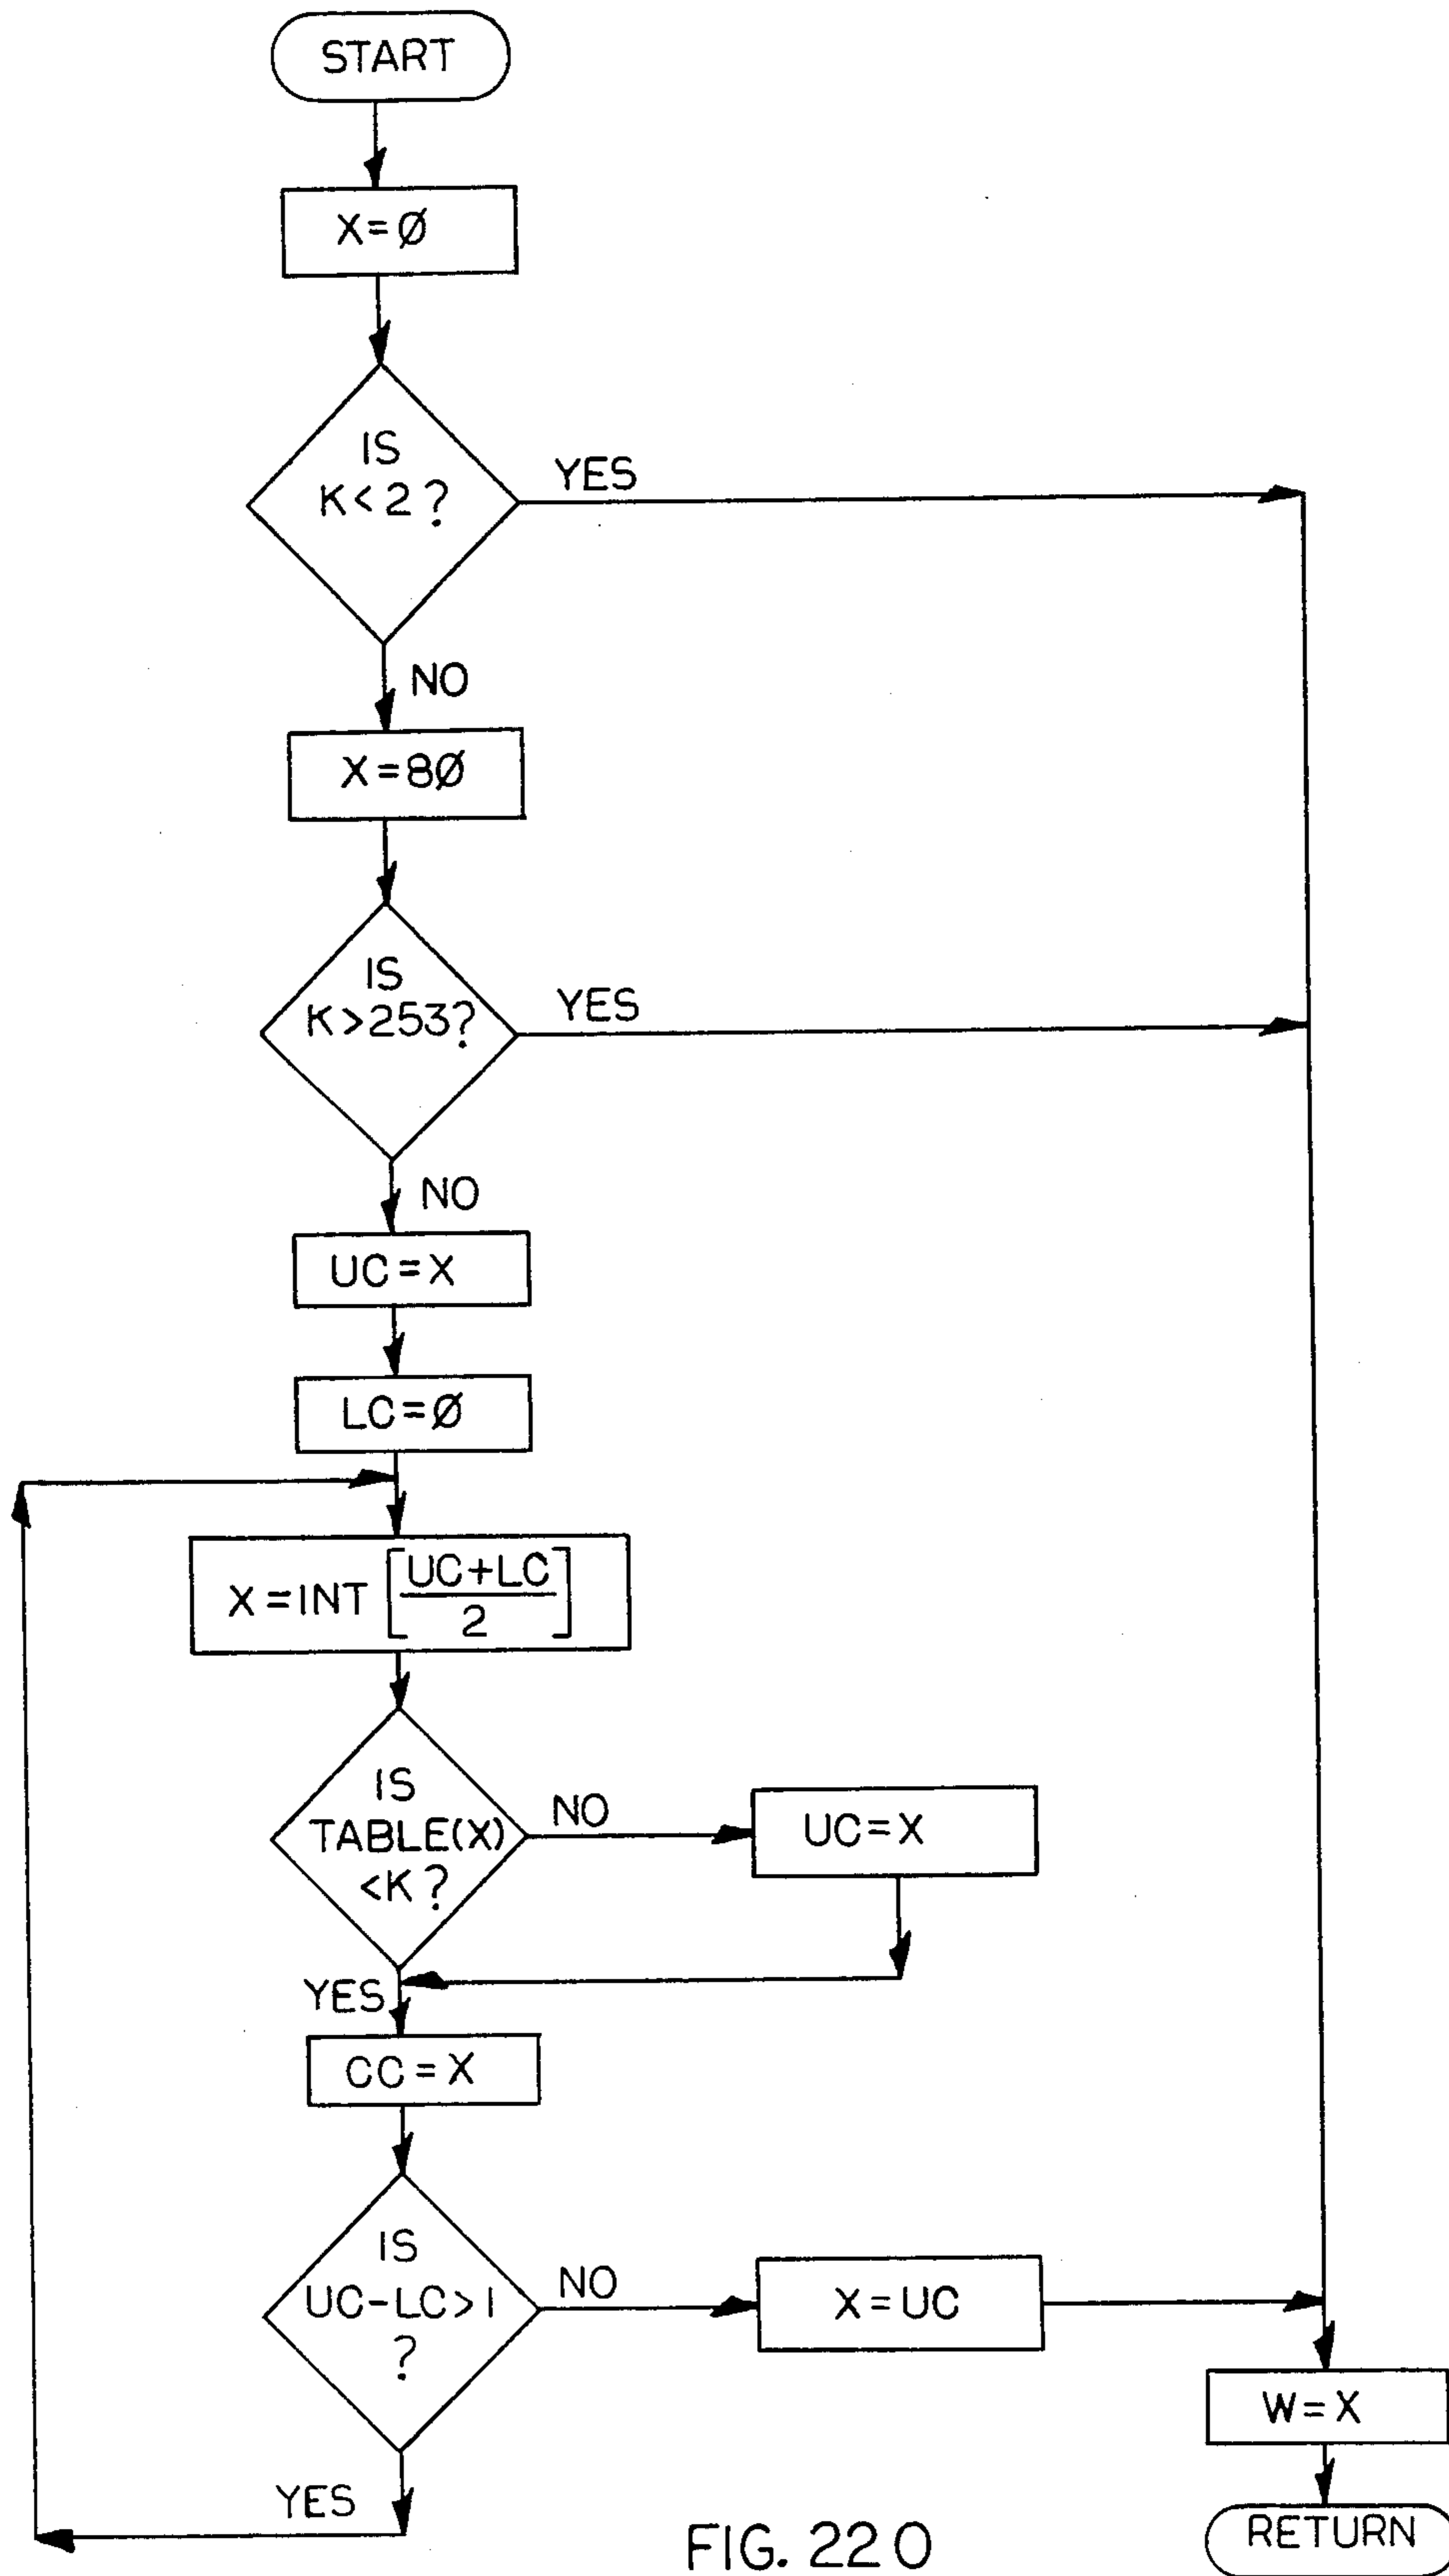 START
X=Ø
IS
K<2?
YES
NO
X=8Ø
IS
K>253?
YES
NO
UC=X
LC=Ø
X=INT [UC+LC
2]
IS
TABLE(X)
<K?
NO
UC=X
YES
CC=X
IS
UC-LC>1
?
NO
X=UC
W=X
YES
RETURN
FIG. 220